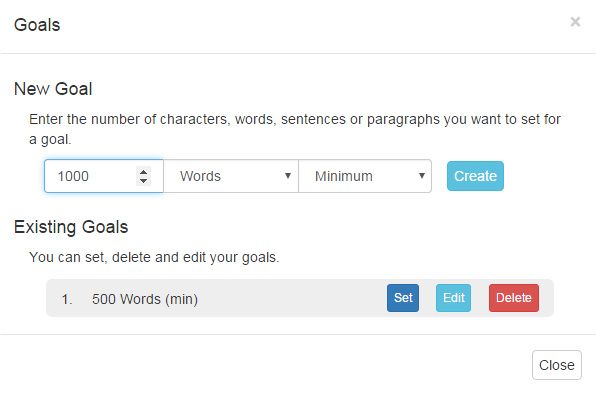 Goals ×
New Goal
Enter the number of characters, words, sentences or paragraphs you want to set for
a goal.
1000 Words Minimum Create
Existing Goals
You can set, delete and edit your goals.
1. 500 Words (min) Set Edit Delete
Close